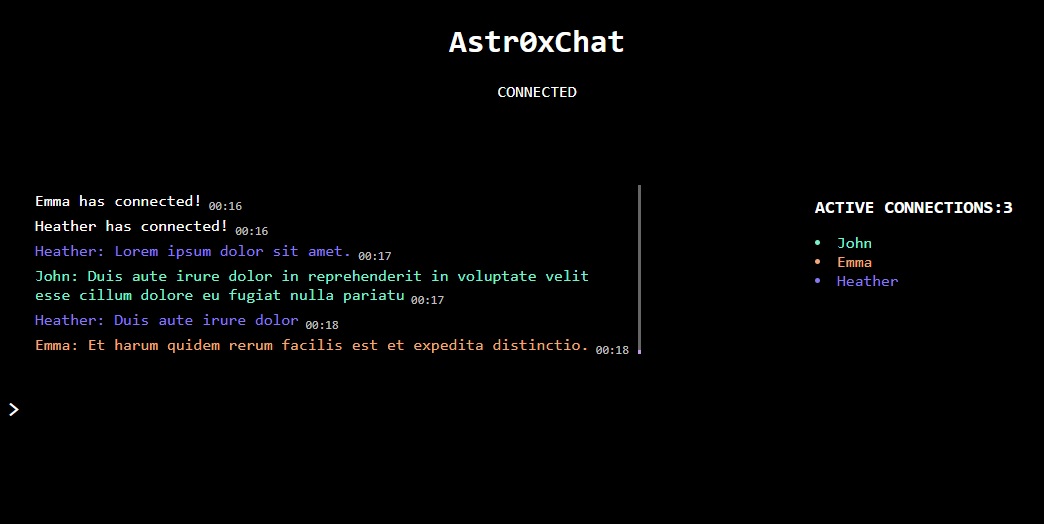 Astr0xChat
CONNECTED
Emma has connected! 00:16
Heather has connected! 00:16
Heather: Lorem ipsum dolor sit amet. 00:17
John: Duis aute irure dolor in reprehenderit in voluptate velit
esse cillum dolore eu fugiat nulla pariatu 00:17
Heather: Duis aute irure dolor 00:18
Emma: Et harum quidem rerum facilis est et expedita distinctio. 00:18
>
ACTIVE CONNECTIONS:3
• John
• Emma
• Heather